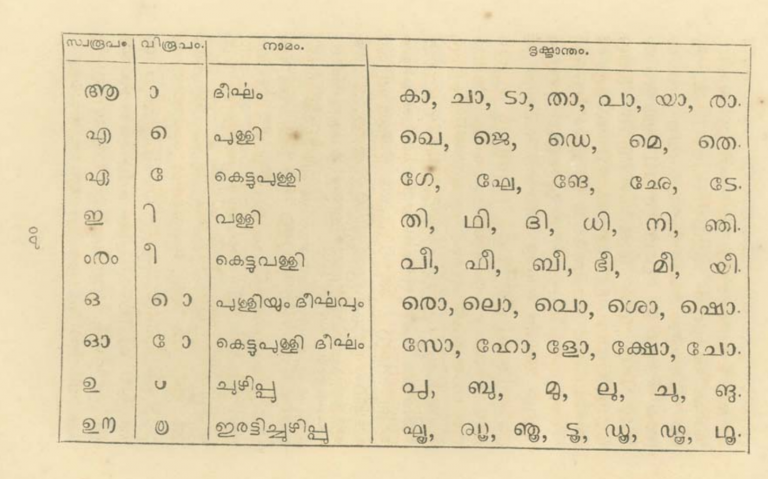 സ്വരൂപം വിരൂപം. നാമം. ദൃഷ്ടാന്തം.
ആ ാ ദീൎഘം കാ, ചാ, ടാ, താ, പാ, യാ, രാ.
എ െ പുള്ളി ഖെ, ജെ, ഡെ, മെ, തെ.
ഏ േ കെട്ടുപുള്ളി ഗേ, ഘേ, ങേ, ഛേ, ടേ.
ഇ ി വള്ളി തി, ഥി, ദി, ധി, നി, ഞി.
ൟ ീ കെട്ടുവള്ളി പീ, ഫീ, ബീ, ഭീ, മീ, യീ.
ഒ െ ാ പുള്ളിയും ദീൎഘവും രൊ, ലൊ, വൊ, ശൊ, ഷൊ.
ഓ േ ാ കെട്ടുപുള്ളി ദീൎഘം സോ, ഹോ, ളോ, ക്ഷോ, ചോ.
ഉ ു ചുഴിപ്പു പു, ബു, മു, ലു, ചു, ങു.
ഊ ൂ ഇരട്ടിച്ചുഴിപ്പു ഘൂ, ഝൂ, ഞൂ, ടൂ, ഡൂ, ഢൂ, ഥൂ.
൧൦